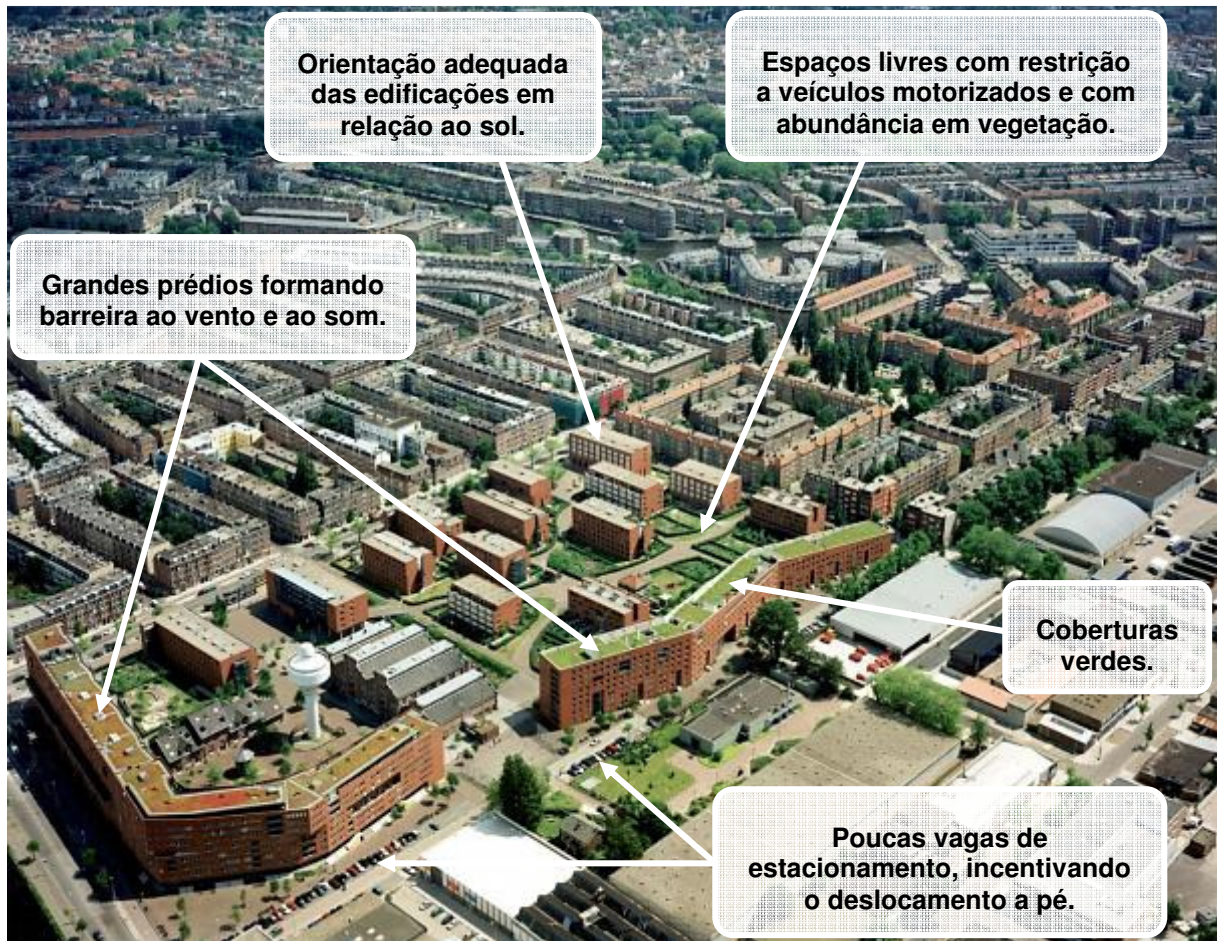 Orientação adequada
das edificações em
relação ao sol.
Espaços livres com restrição
a veículos motorizados e com
abundância em vegetação.
Grandes prédios formando
barreira ao vento e ao som.
Coberturas
verdes.
Poucas vagas de
estacionamento, incentivando
o deslocamento a pé.